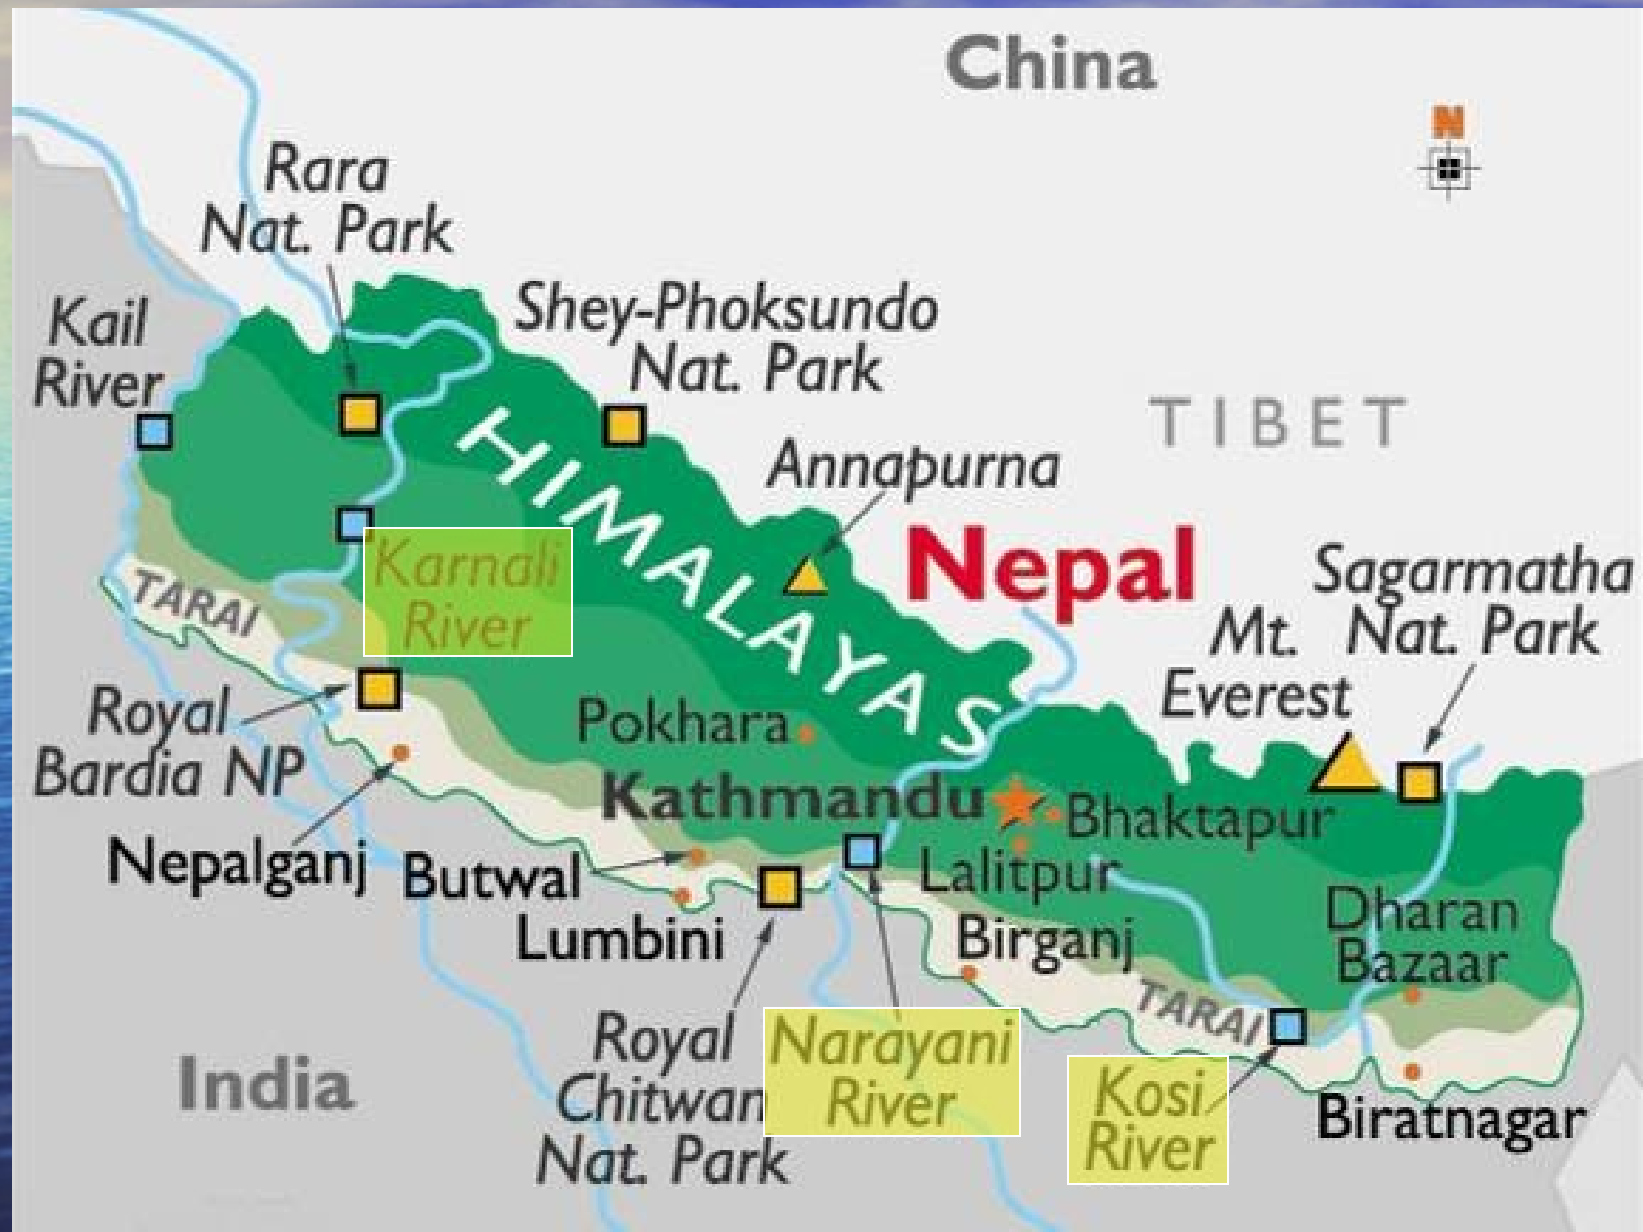 China
N
Rara
Nat. Park
Kail
River
Shey-Phoksundo
Nat. Park
TIBET
Annapurna
HIMALAYAS
Nepal
Karnali
River
TARAI
Sagarmatha
Nat. Park
Mt.
Everest
Royal
Bardia NP
Pokhara
Kathmandu
Bhaktapur
Nepalganj
Butwal
Lalitpur
Lumbini
Birganj
Dharan
Bazaar
TARAI
Royal
Chitwan
Nat. Park
Narayani
River
Kosi
River
India
Biratnagar